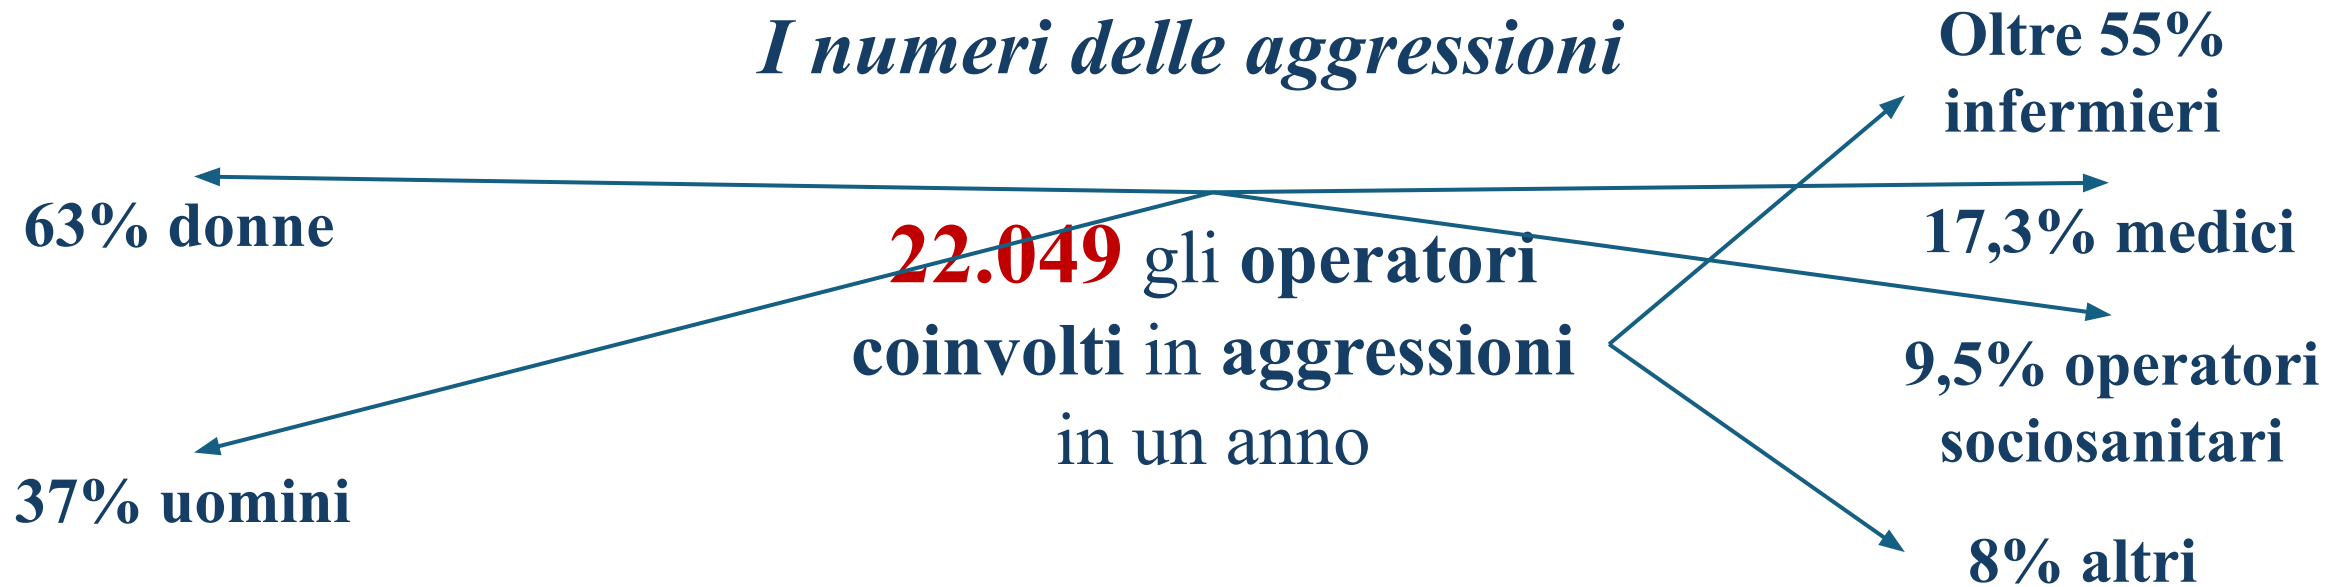 I numeri delle aggressioni
63% donne
37% uomini
22.049 gli operatori
coinvolti in aggressioni
in un anno
Oltre 55%
infermieri
17,3% medici
9,5% operatori
sociosanitari
8% altri